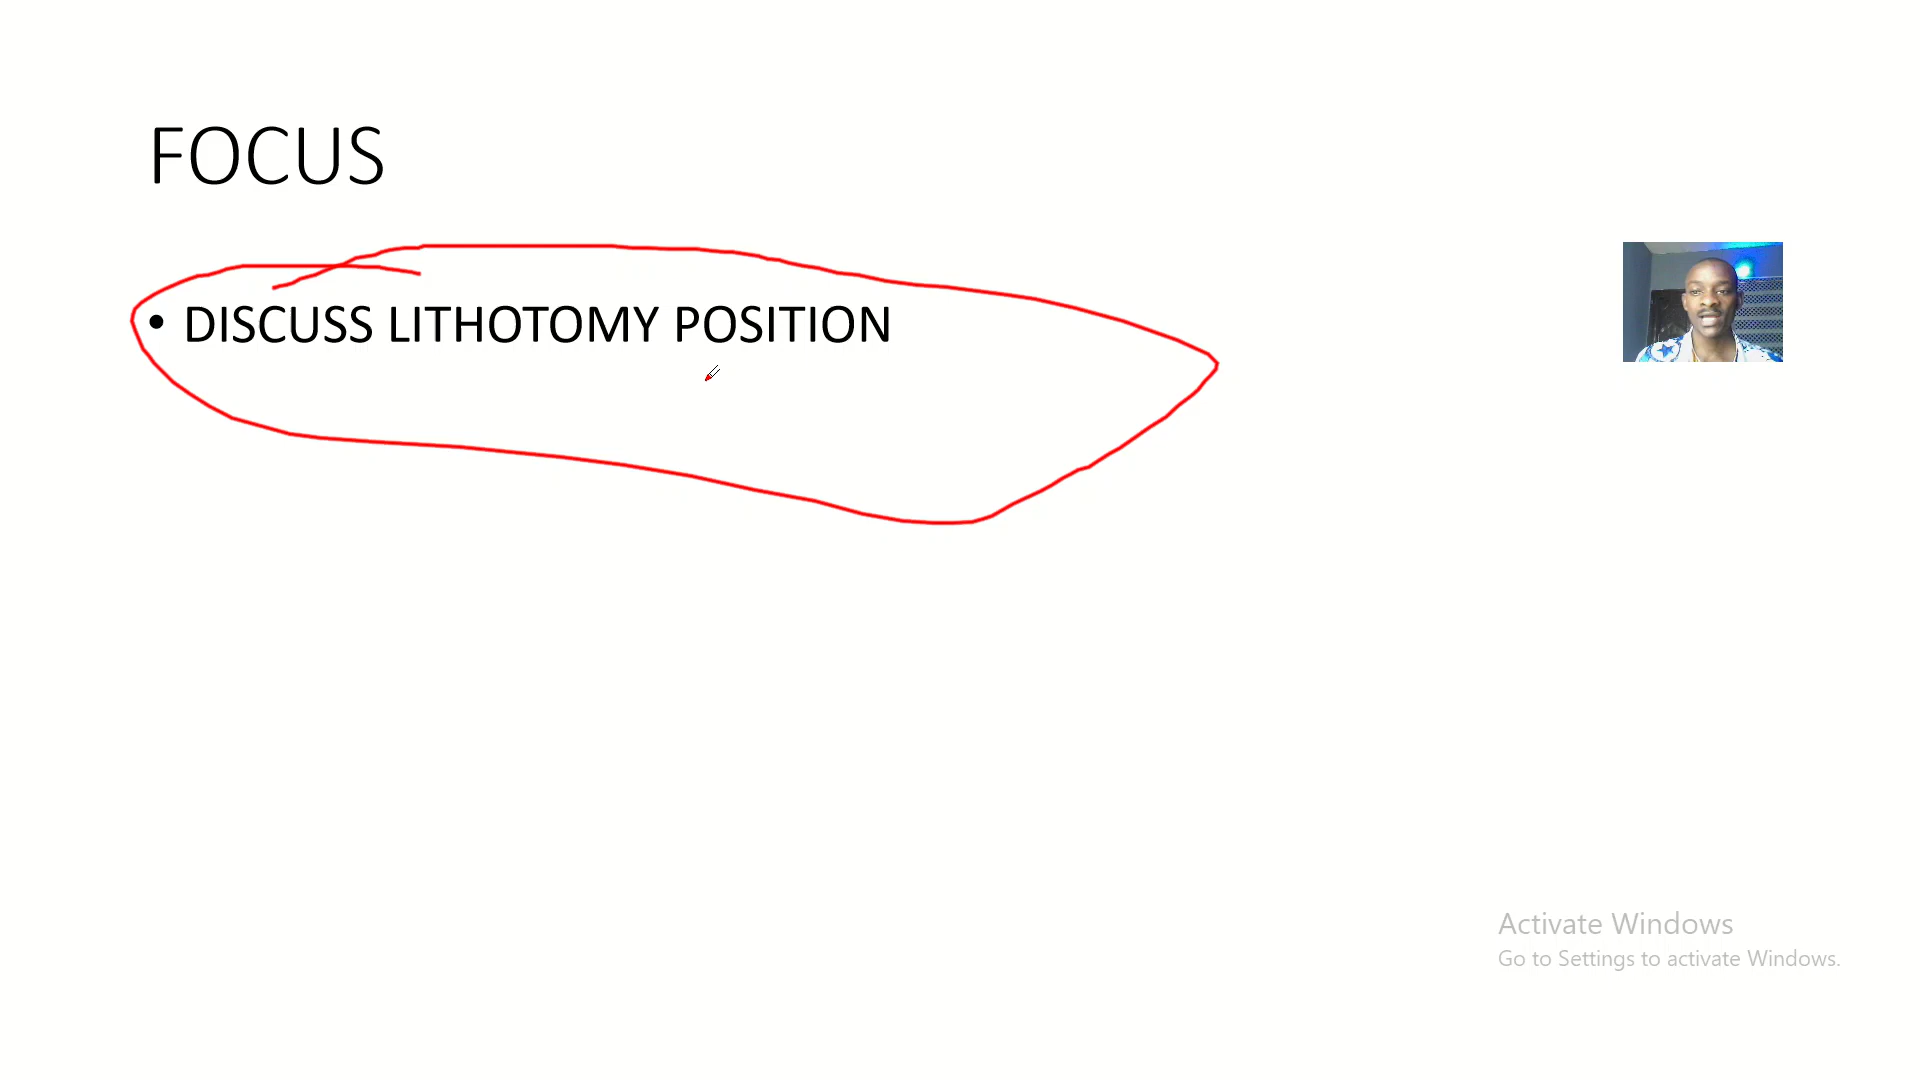 FOCUS
• DISCUSS LITHOTOMY POSITION
Activate Windows
Go to Settings to activate Windows.